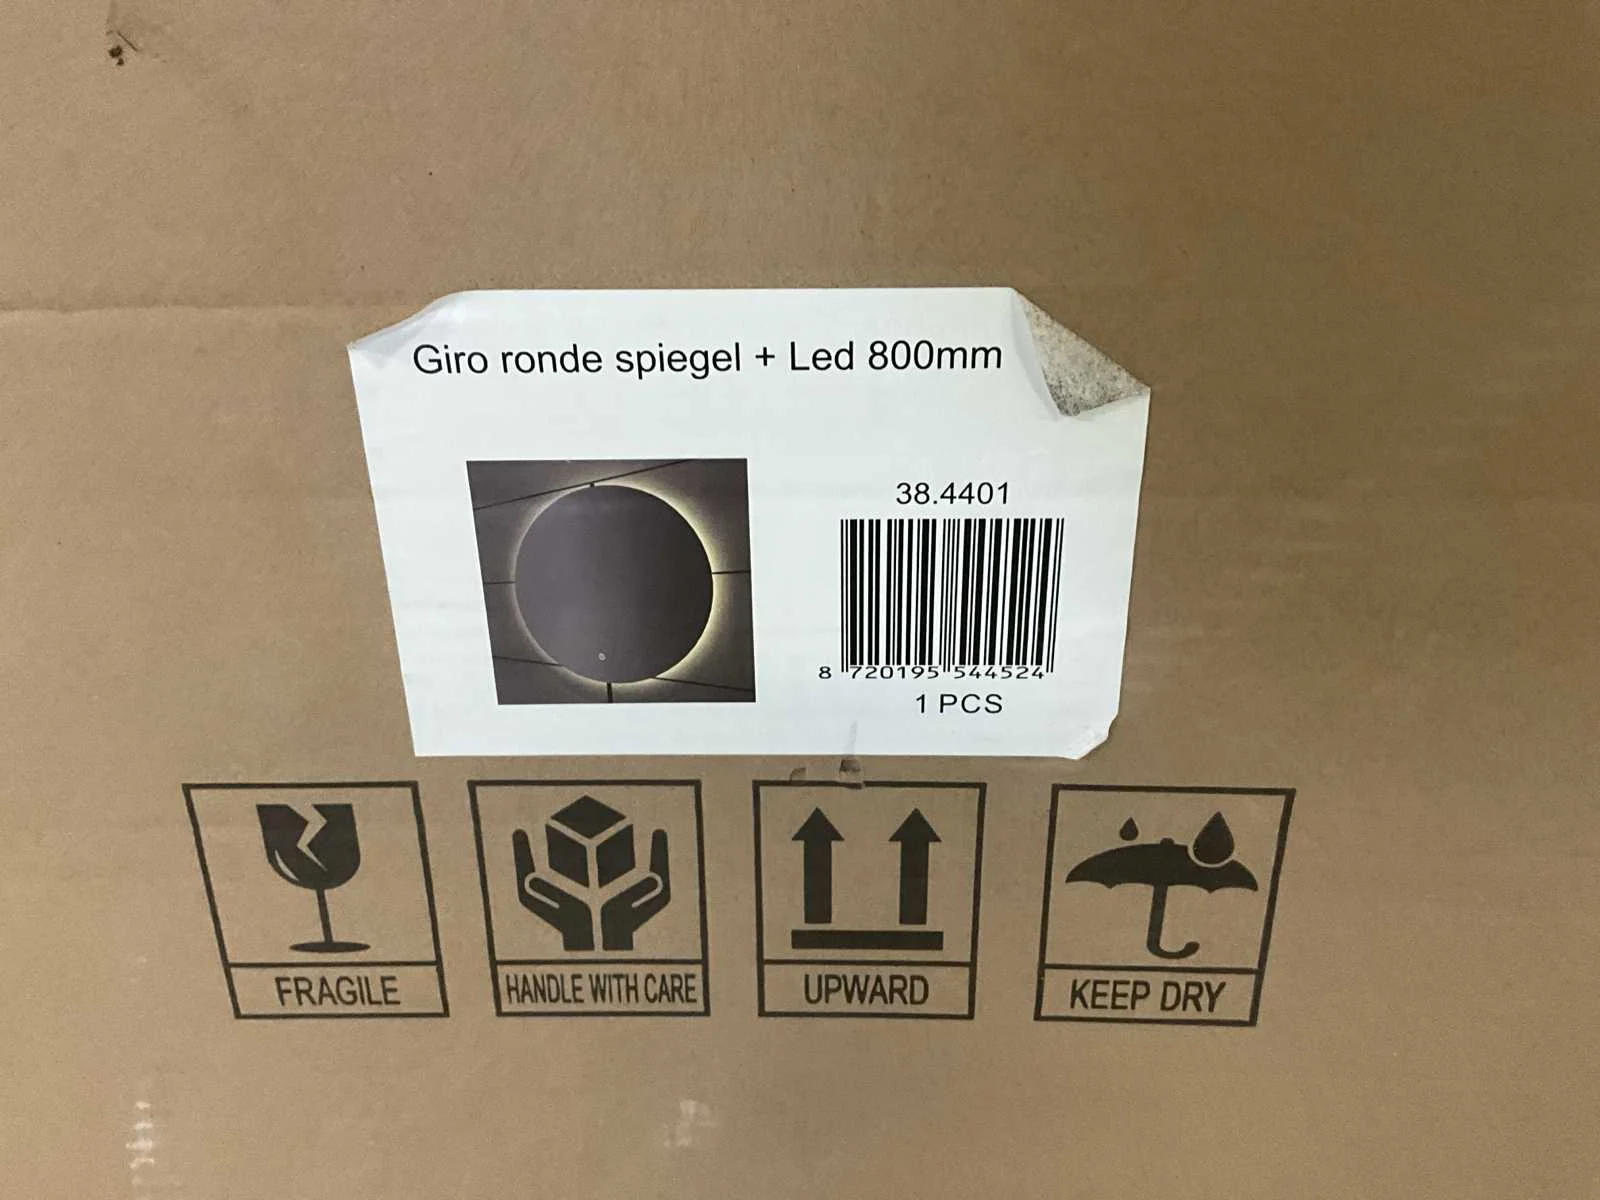 Giro ronde spiegel + Led 800mm
38.4401
8 720195 544524
1 PCS
FRAGILE
HANDLE WITH CARE
UPWARD
KEEP DRY